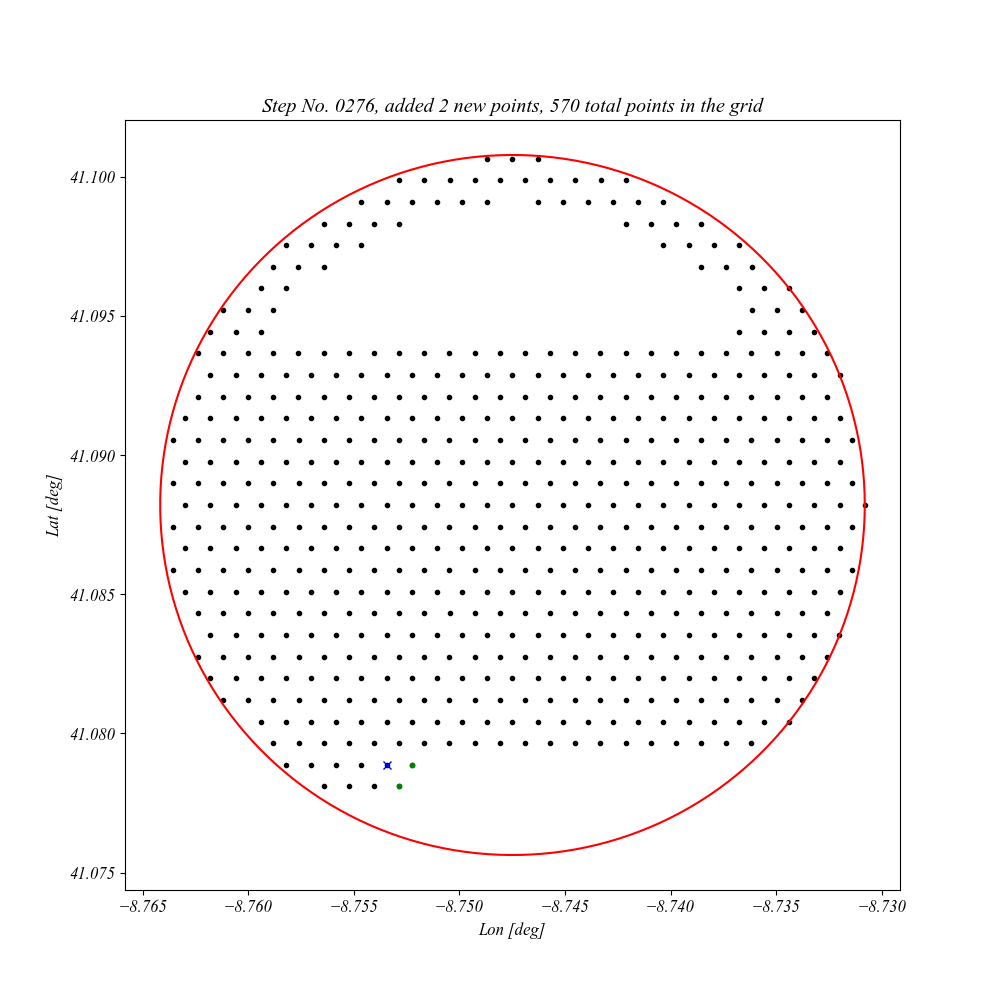 Step No. 0276, added 2 new points, 570 total points in the grid
41.100
41.095
41.090
41.085
41.080
41.075
Lat [deg]
−8.765 −8.760 −8.755 −8.750 −8.745 −8.740 −8.735 −8.730
Lon [deg]